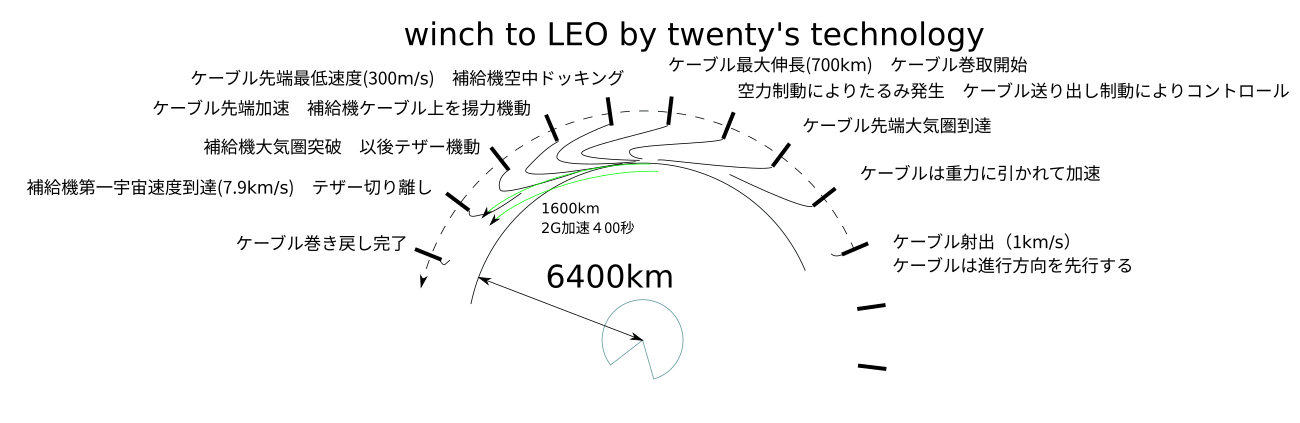 winch to LEO by twenty's technology
ケーブル先端最低速度(300m/s)　補給機空中ドッキング
ケーブル最大伸長(700km)　ケーブル巻取開始
ケーブル先端加速　補給機ケーブル上を揚力機動
空力制動によりたるみ発生　ケーブル送り出し制動によりコントロール
補給機大気圏突破　以後テザー機動
ケーブル先端大気圏到達
補給機第一宇宙速度到達(7.9km/s)　テザー切り離し
ケーブルは重力に引かれて加速
1600km
2G加速４00秒
ケーブル巻き戻し完了
ケーブル射出（1km/s）
ケーブルは進行方向を先行する
6400km